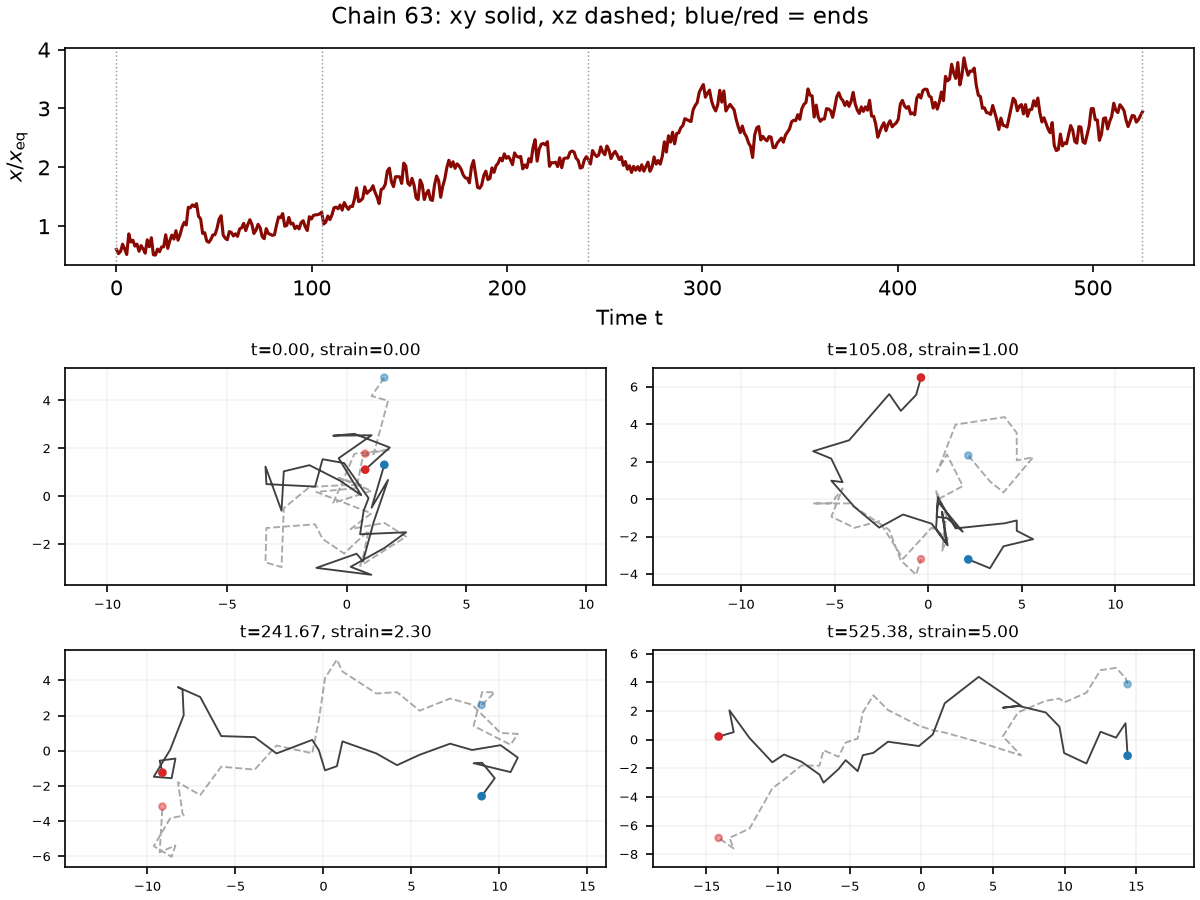 Chain 63: xy solid, xz dashed; blue/red = ends
x/x_eq
4
3
2
1
0 100 200 300 400 500
Time t
t=0.00, strain=0.00
4
2
0
−2
−10 −5 0 5 10
t=105.08, strain=1.00
6
4
2
0
−2
−4
−10 −5 0 5 10
t=241.67, strain=2.30
4
2
0
−2
−4
−6
−10 −5 0 5 10 15
t=525.38, strain=5.00
6
4
2
0
−2
−4
−6
−8
−15 −10 −5 0 5 10 15